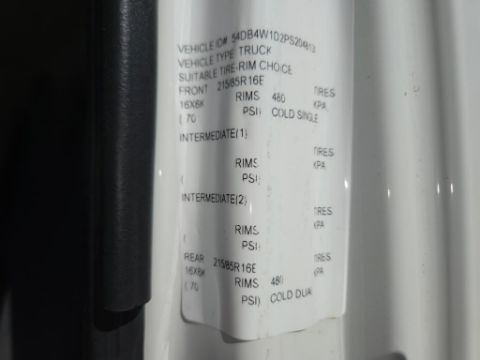 VEHICLE ID# 54DB4W1D2PS204813
VEHICLE TYPE TRUCK
SUITABLE TIRE-RIM CHOICE
FRONT 215/85R16E TIRES
16X6K RIMS 480 KPA
( 70 PSI) COLD SINGLE
INTERMEDIATE(1) TIRES
RIMS KPA
( PSI)
INTERMEDIATE(2) TIRES
RIMS KPA
( PSI)
REAR 215/85R16E TIRES
16X6K RIMS 480 KPA
( 70 PSI) COLD DUAL